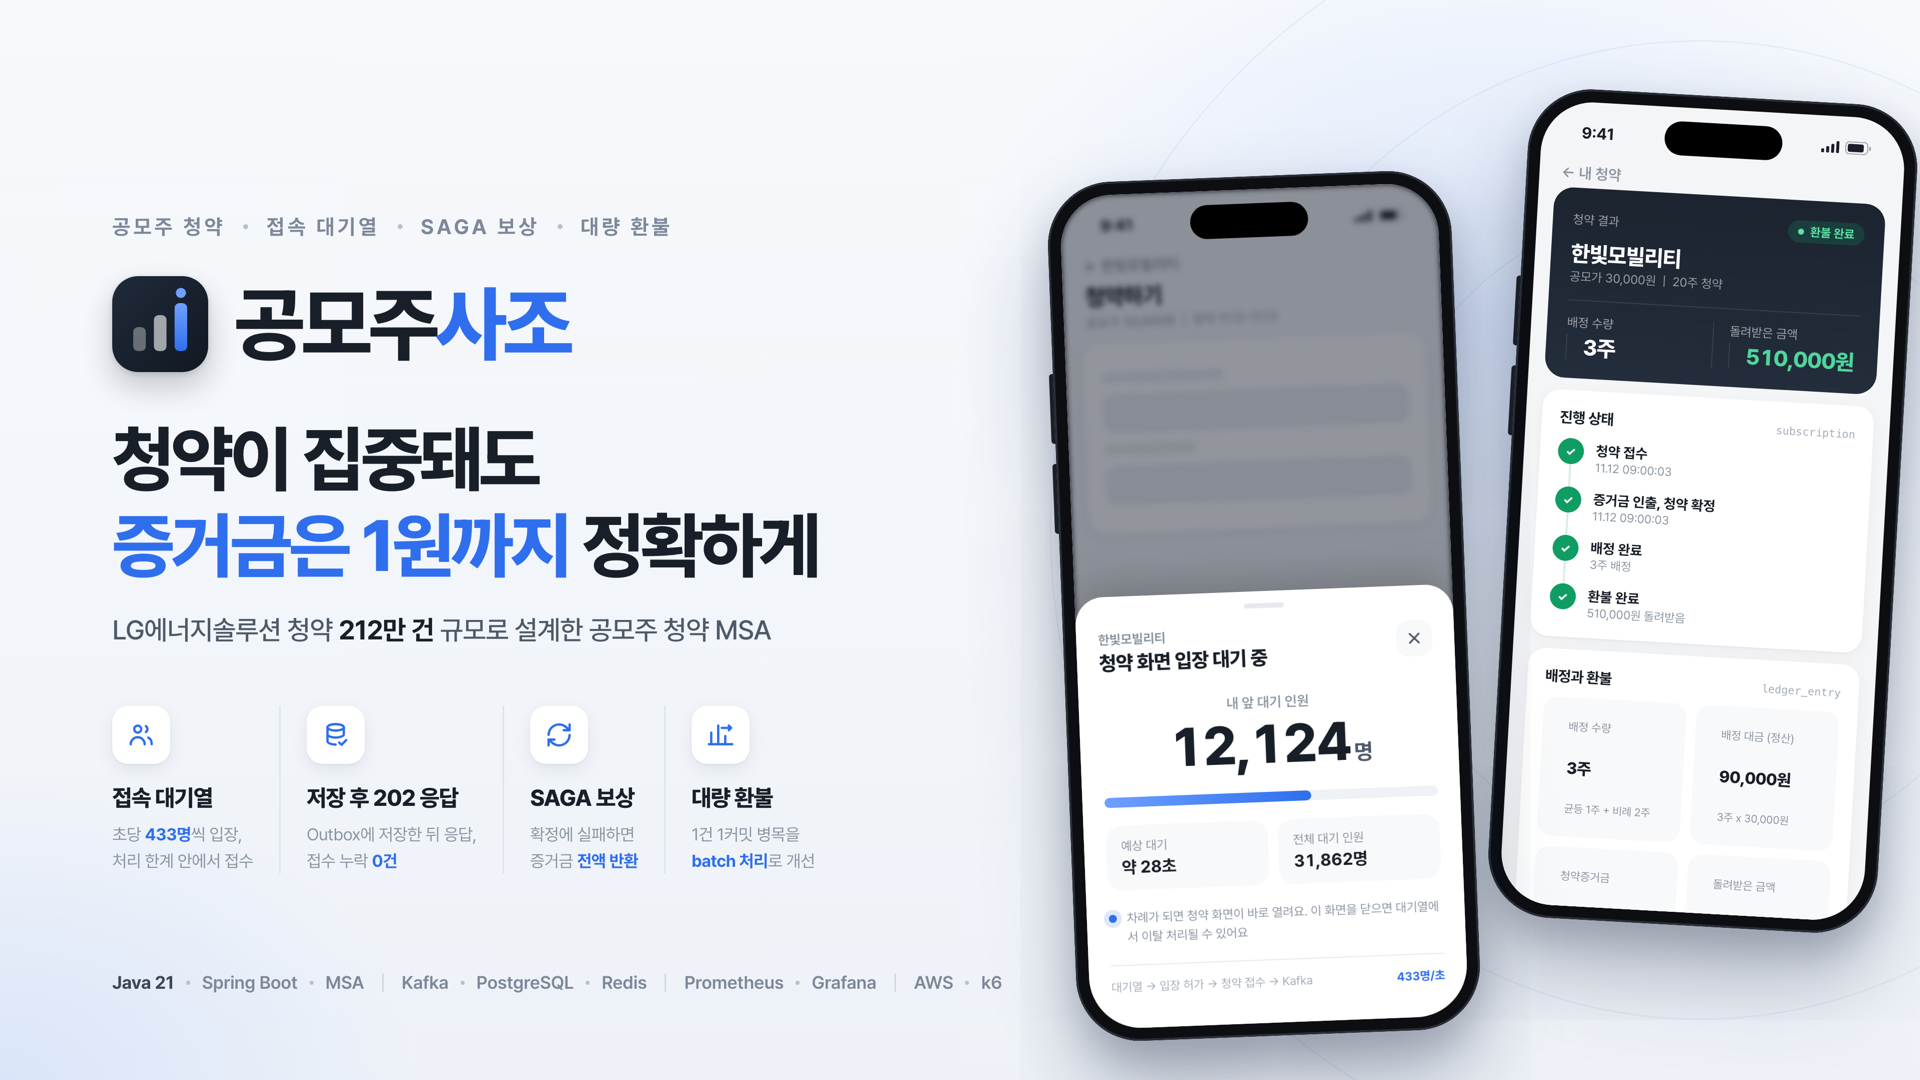 공모주 청약 • 접속 대기열 • SAGA 보상 • 대량 환불
공모주사조
청약이 집중돼도
증거금은 1원까지 정확하게
LG에너지솔루션 청약 212만 건 규모로 설계한 공모주 청약 MSA
접속 대기열
초당 433명씩 입장,
처리 한계 안에서 접수
저장 후 202 응답
Outbox에 저장한 뒤 응답,
접수 누락 0건
SAGA 보상
확정에 실패하면
증거금 전액 반환
대량 환불
1건 1커밋 병목을
batch 처리로 개선
Java 21 • Spring Boot • MSA | Kafka • PostgreSQL • Redis | Prometheus • Grafana | AWS • k6
9:41
← 한빛모빌리티
청약하기
한빛모빌리티
청약 화면 입장 대기 중
내 앞 대기 인원
12,124명
예상 대기
약 28초
전체 대기 인원
31,862명
차례가 되면 청약 화면이 바로 열려요. 이 화면을 닫으면 대기열에
서 이탈 처리될 수 있어요
대기열 → 입장 허가 → 청약 접수 → Kafka
433명/초
9:41
← 내 청약
청약 결과
환불 완료
한빛모빌리티
공모가 30,000원 | 20주 청약
배정 수량
3주
돌려받은 금액
510,000원
진행 상태
subscription
청약 접수
11.12 09:00:03
증거금 인출, 청약 확정
11.12 09:00:03
배정 완료
3주 배정
환불 완료
510,000원 돌려받음
배정과 환불
ledger_entry
배정 수량
3주
균등 1주 + 비례 2주
배정 대금 (정산)
90,000원
3주 x 30,000원
청약증거금
돌려받은 금액